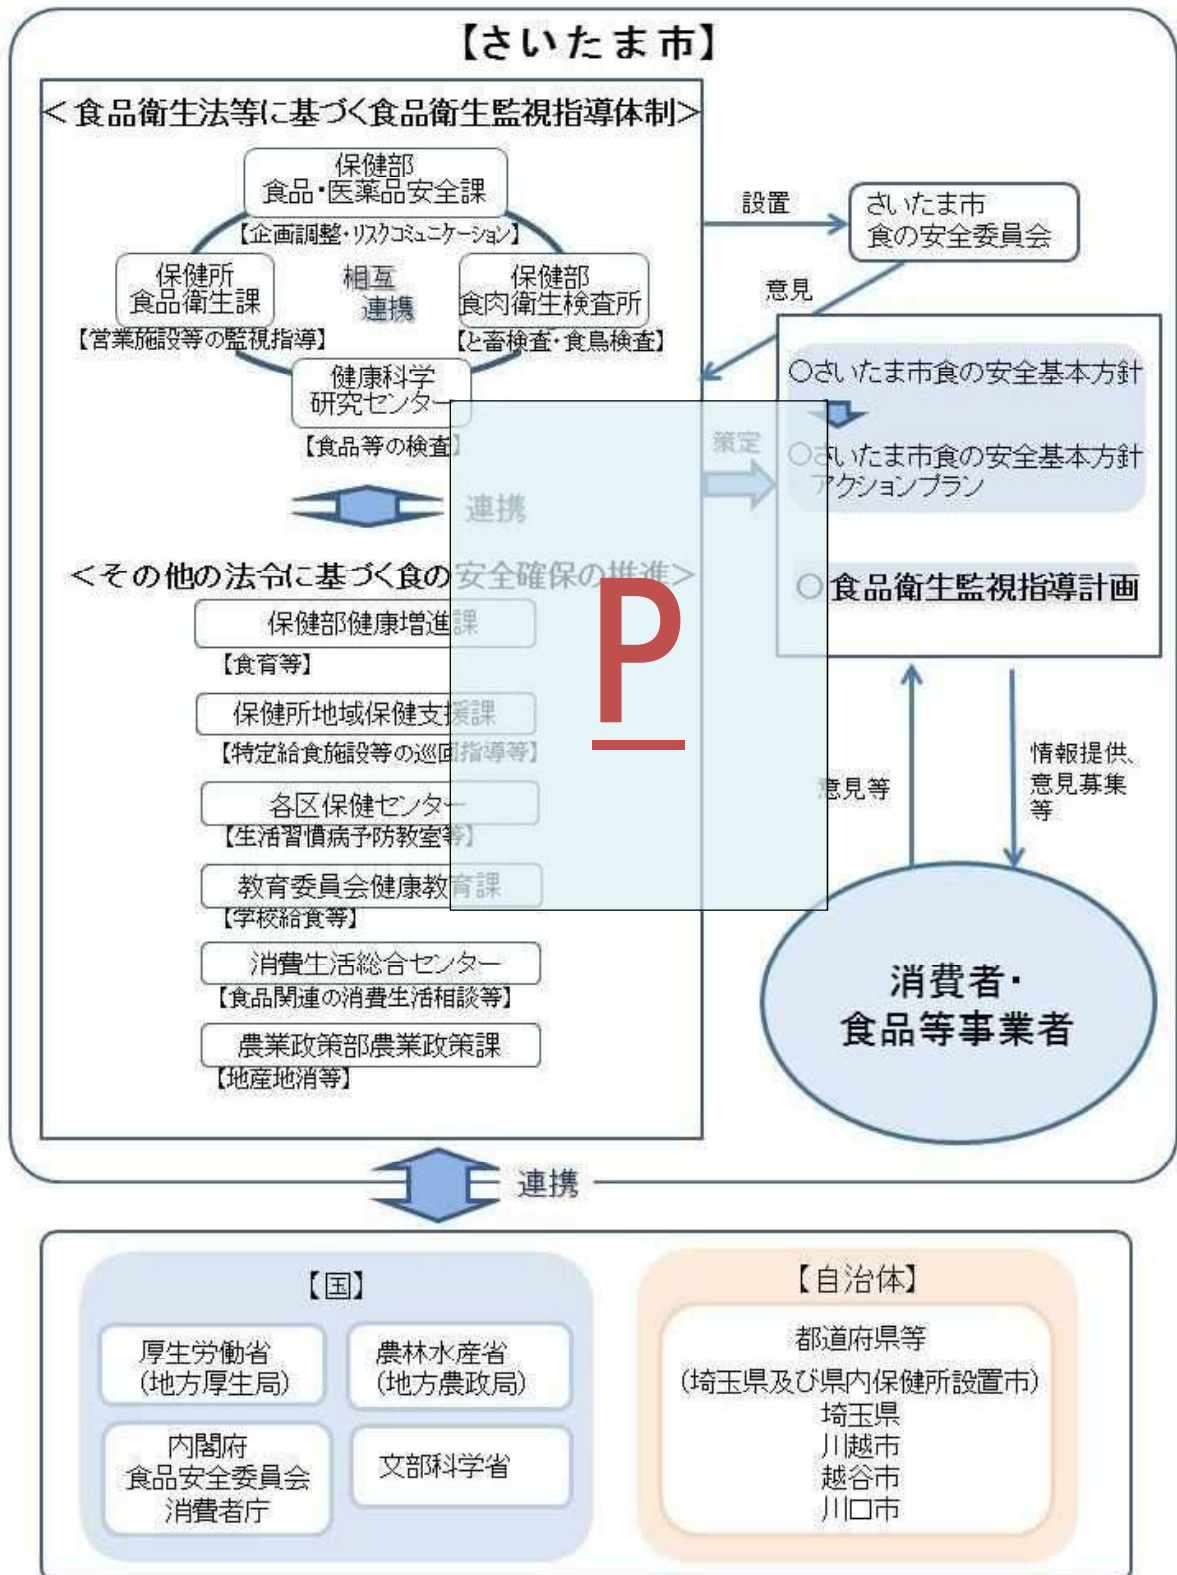 【さいたま市】
＜食品衛生法等に基づく食品衛生監視指導体制＞
保健部
食品・医薬品安全課
【企画調整・リスクコミュニケーション】
保健所
食品衛生課
【営業施設等の監視指導】
相互
連携
保健部
食肉衛生検査所
【と畜検査・食鳥検査】
健康科学
研究センター
【食品等の検査】
連携
＜その他の法令に基づく食の安全確保の推進＞
保健部健康増進課
【食育等】
保健所地域保健支援課
【特定給食施設等の巡回指導等】
各区保健センター
【生活習慣病予防教室等】
教育委員会健康教育課
【学校給食等】
消費生活総合センター
【食品関連の消費生活相談等】
農業政策部農業政策課
【地産地消等】
設置
さいたま市
食の安全委員会
意見
策定
○さいたま市食の安全基本方針
○さいたま市食の安全基本方針
アクションプラン
○食品衛生監視指導計画
P
意見等
情報提供、
意見募集
等
消費者・
食品等事業者
連携
【国】
厚生労働省
(地方厚生局)
農林水産省
(地方農政局)
内閣府
食品安全委員会
消費者庁
文部科学省
【自治体】
都道府県等
(埼玉県及び県内保健所設置市)
埼玉県
川越市
越谷市
川口市